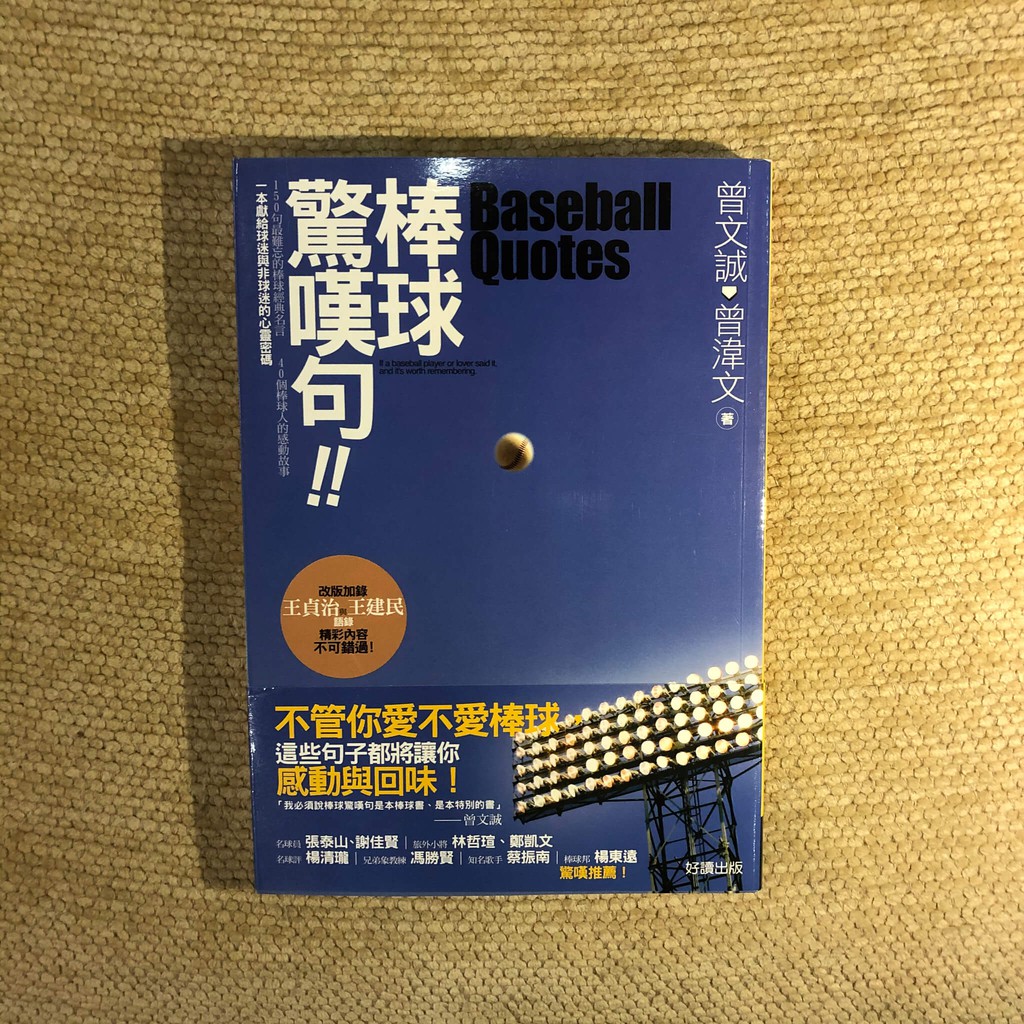 棒球
驚嘆句!!
Baseball
Quotes
曾文誠 曾湋文 著
If a baseball player or lover said it,
and it's worth remembering.
150句最難忘的棒球經典名言 40個棒球人的感動故事
一本獻給球迷與非球迷的心靈密碼
改版加錄
王貞治與王建民
語錄
精彩內容
不可錯過!
不管你愛不愛棒球，
這些句子都將讓你
感動與回味！
「我必須說棒球驚嘆句是本棒球書、是本特別的書」
——曾文誠
名球員 張泰山、謝佳賢｜旅外小將 林哲瑄、鄭凱文
名球評 楊清瓏｜兄弟象教練 馮勝賢｜知名歌手 蔡振南｜棒球邦 楊東遠
驚嘆推薦！
好讀出版